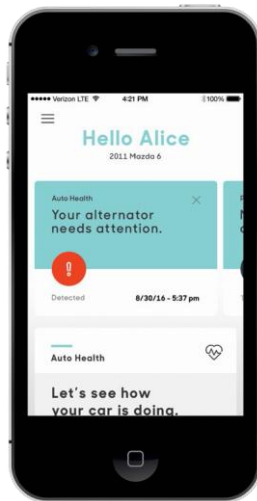 Verizon LTE 4:21 PM 100%
Hello Alice
2011 Mazda 6
Auto Health
Your alternator
needs attention.
!
Detected 8/30/16 - 5:37 pm
Auto Health
Let's see how
your car is doing.